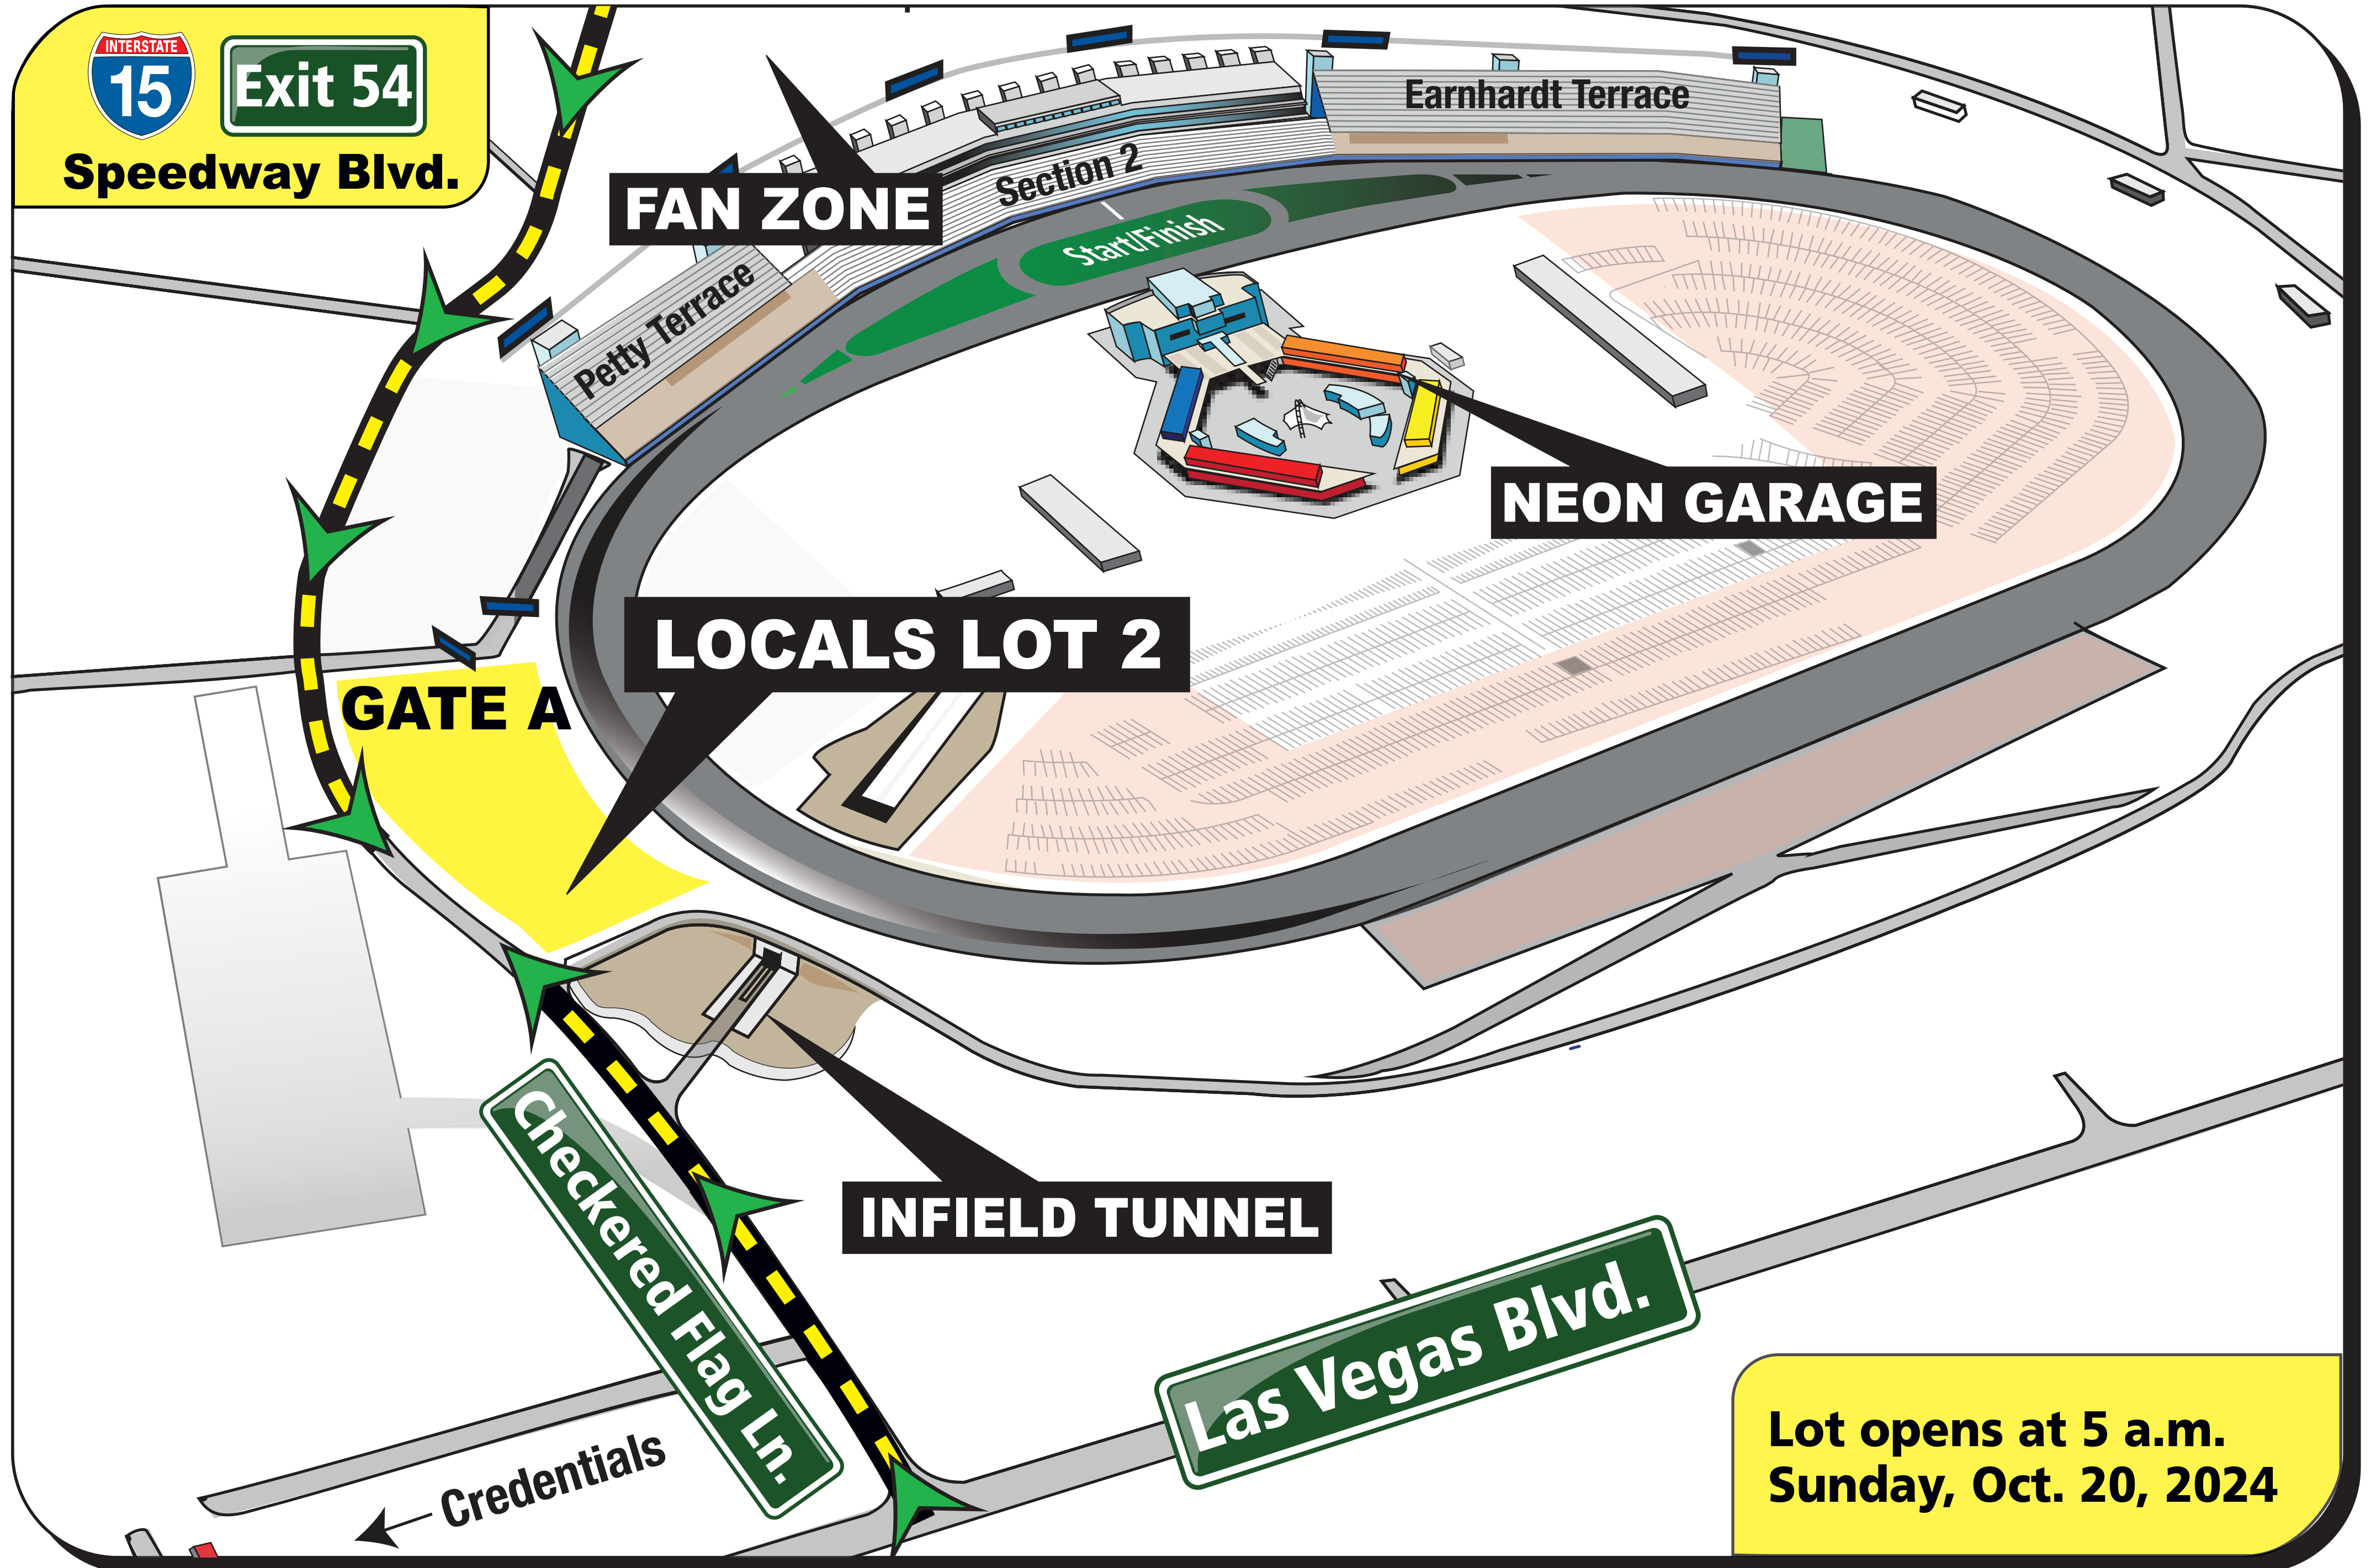 INTERSTATE
15
Exit 54
Speedway Blvd.
FAN ZONE
Earnhardt Terrace
Section 2
Start/Finish
Petty Terrace
NEON GARAGE
LOCALS LOT 2
GATE A
INFIELD TUNNEL
Checkered Flag Ln.
Las Vegas Blvd.
Credentials
Lot opens at 5 a.m.
Sunday, Oct. 20, 2024